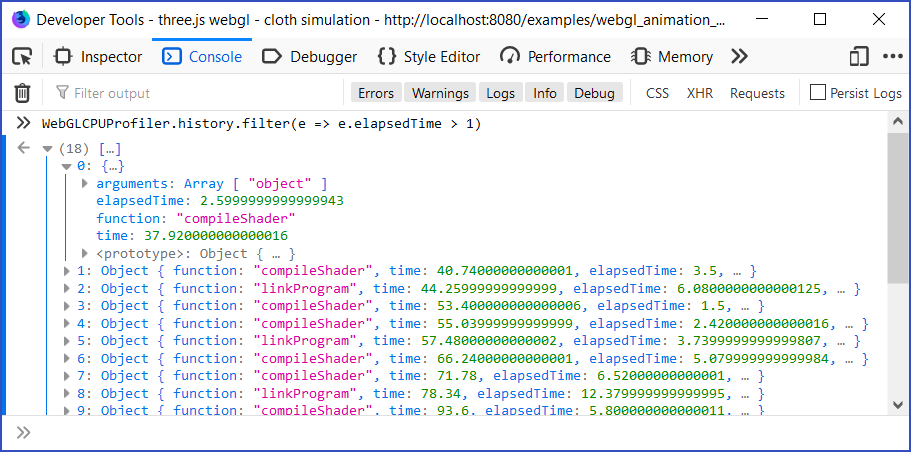 Developer Tools - three.js webgl - cloth simulation - http://localhost:8080/examples/webgl_animation_...
Inspector Console Debugger {} Style Editor Performance Memory
Filter output Errors Warnings Logs Info Debug CSS XHR Requests Persist Logs
WebGLCPUProfiler.history.filter(e => e.elapsedTime > 1)
(18) […]
0: {…}
arguments: Array [ "object" ]
elapsedTime: 2.5999999999999943
function: "compileShader"
time: 37.920000000000016
<prototype>: Object { … }
1: Object { function: "compileShader", time: 40.74000000000001, elapsedTime: 3.5, … }
2: Object { function: "linkProgram", time: 44.25999999999999, elapsedTime: 6.0800000000000125, … }
3: Object { function: "compileShader", time: 53.400000000000006, elapsedTime: 1.5, … }
4: Object { function: "compileShader", time: 55.03999999999999, elapsedTime: 2.420000000000016, … }
5: Object { function: "linkProgram", time: 57.48000000000002, elapsedTime: 3.7399999999999807, … }
6: Object { function: "compileShader", time: 66.24000000000001, elapsedTime: 5.079999999999984, … }
7: Object { function: "compileShader", time: 71.78, elapsedTime: 6.52000000000001, … }
8: Object { function: "linkProgram", time: 78.34, elapsedTime: 12.379999999999995, … }
9: Object { function: "compileShader", time: 93.6, elapsedTime: 5.800000000000011, … }